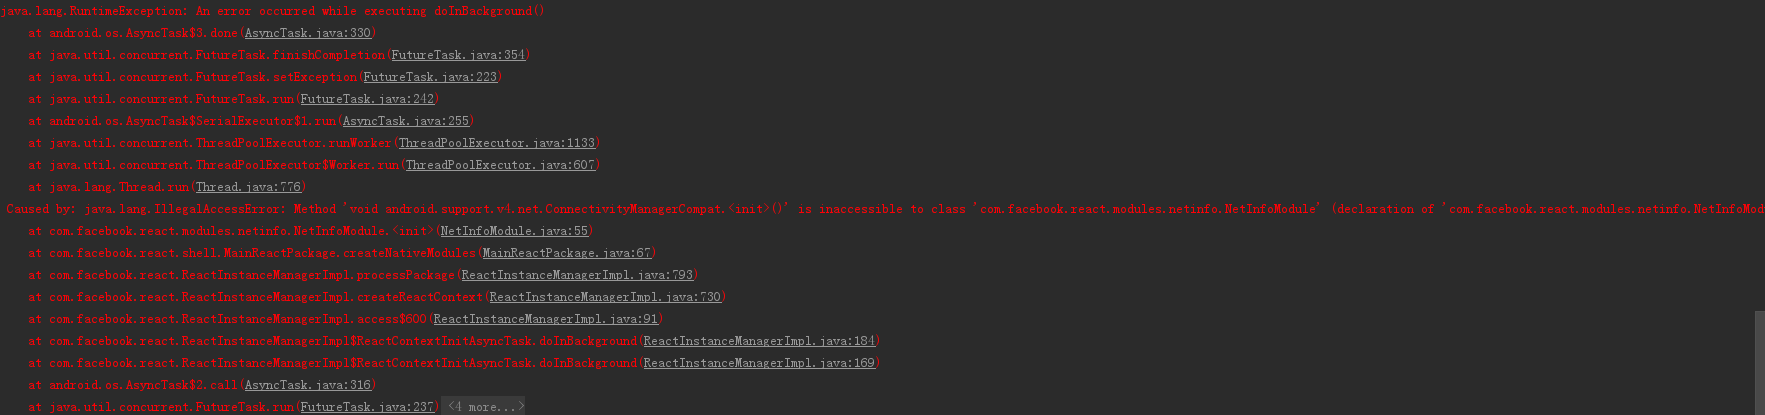 java.lang.RuntimeException: An error occurred while executing doInBackground()
at android.os.AsyncTask$3.done(AsyncTask.java:330)
at java.util.concurrent.FutureTask.finishCompletion(FutureTask.java:354)
at java.util.concurrent.FutureTask.setException(FutureTask.java:223)
at java.util.concurrent.FutureTask.run(FutureTask.java:242)
at android.os.AsyncTask$SerialExecutor$1.run(AsyncTask.java:255)
at java.util.concurrent.ThreadPoolExecutor.runWorker(ThreadPoolExecutor.java:1133)
at java.util.concurrent.ThreadPoolExecutor$Worker.run(ThreadPoolExecutor.java:607)
at java.lang.Thread.run(Thread.java:776)
Caused by: java.lang.IllegalAccessError: Method 'void android.support.v4.net.ConnectivityManagerCompat.<init>()' is inaccessible to class 'com.facebook.react.modules.netinfo.NetInfoModule' (declaration of 'com.facebook.react.modules.netinfo.NetInfoMod
at com.facebook.react.modules.netinfo.NetInfoModule.<init>(NetInfoModule.java:55)
at com.facebook.react.shell.MainReactPackage.createNativeModules(MainReactPackage.java:67)
at com.facebook.react.ReactInstanceManagerImpl.processPackage(ReactInstanceManagerImpl.java:793)
at com.facebook.react.ReactInstanceManagerImpl.createReactContext(ReactInstanceManagerImpl.java:730)
at com.facebook.react.ReactInstanceManagerImpl.access$600(ReactInstanceManagerImpl.java:91)
at com.facebook.react.ReactInstanceManagerImpl$ReactContextInitAsyncTask.doInBackground(ReactInstanceManagerImpl.java:184)
at com.facebook.react.ReactInstanceManagerImpl$ReactContextInitAsyncTask.doInBackground(ReactInstanceManagerImpl.java:169)
at android.os.AsyncTask$2.call(AsyncTask.java:316)
at java.util.concurrent.FutureTask.run(FutureTask.java:237) <4 more...>